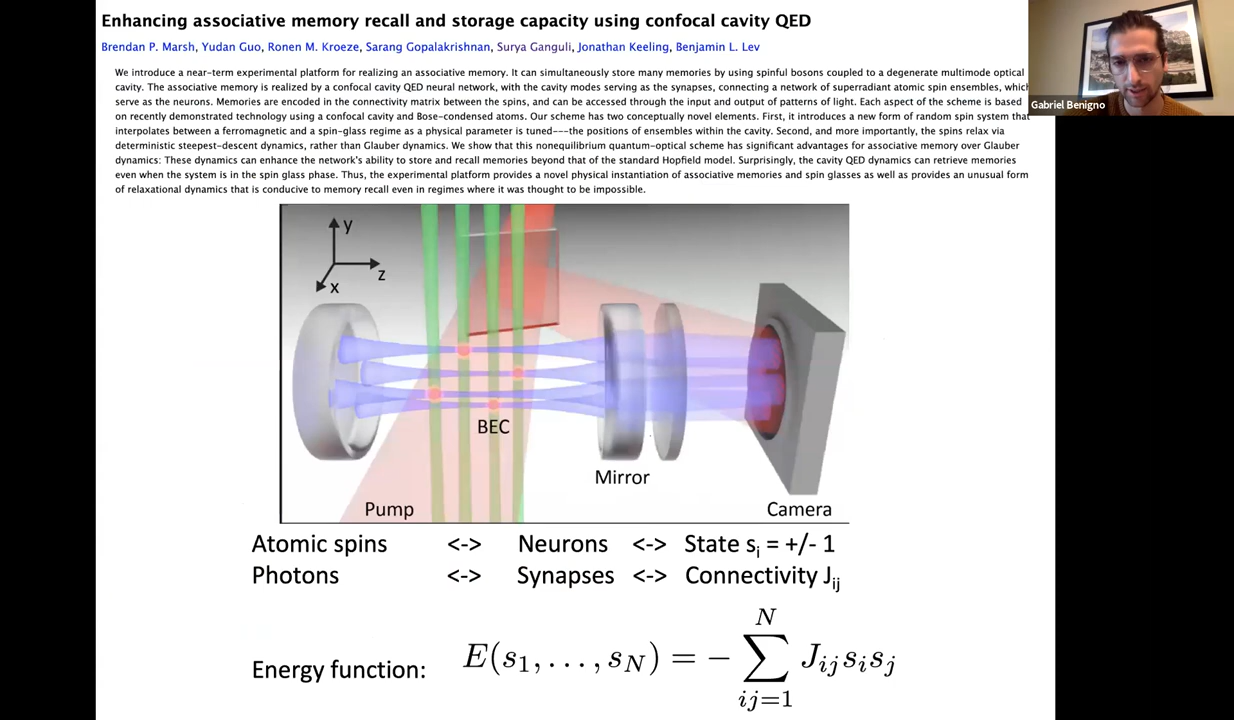 Enhancing associative memory recall and storage capacity using confocal cavity QED
Brendan P. Marsh, Yudan Guo, Ronen M. Kroeze, Sarang Gopalakrishnan, Surya Ganguli, Jonathan Keeling, Benjamin L. Lev
We introduce a near-term experimental platform for realizing an associative memory. It can simultaneously store many memories by using spinful bosons coupled to a degenerate multimode optical
cavity. The associative memory is realized by a confocal cavity QED neural network, with the cavity modes serving as the synapses, connecting a network of superradiant atomic spin ensembles, which
serve as the neurons. Memories are encoded in the connectivity matrix between the spins, and can be accessed through the input and output of patterns of light. Each aspect of the scheme is based
on recently demonstrated technology using a confocal cavity and Bose-condensed atoms. Our scheme has two conceptually novel elements. First, it introduces a new form of random spin system that
interpolates between a ferromagnetic and a spin-glass regime as a physical parameter is tuned---the positions of ensembles within the cavity. Second, and more importantly, the spins relax via
deterministic steepest-descent dynamics, rather than Glauber dynamics. We show that this nonequilibrium quantum-optical scheme has significant advantages for associative memory over Glauber
dynamics: These dynamics can enhance the network's ability to store and recall memories beyond that of the standard Hopfield model. Surprisingly, the cavity QED dynamics can retrieve memories
even when the system is in the spin glass phase. Thus, the experimental platform provides a novel physical instantiation of associative memories and spin glasses as well as provides an unusual form
of relaxational dynamics that is conducive to memory recall even in regimes where it was thought to be impossible.
Gabriel Benigno
y
z
x
BEC
Mirror
Pump
Camera
Atomic spins <-> Neurons <-> State s_i = +/- 1
Photons <-> Synapses <-> Connectivity J_ij
Energy function: E(s_1, . . . , s_N) = − ∑_{ij=1}^{N} J_{ij} s_i s_j